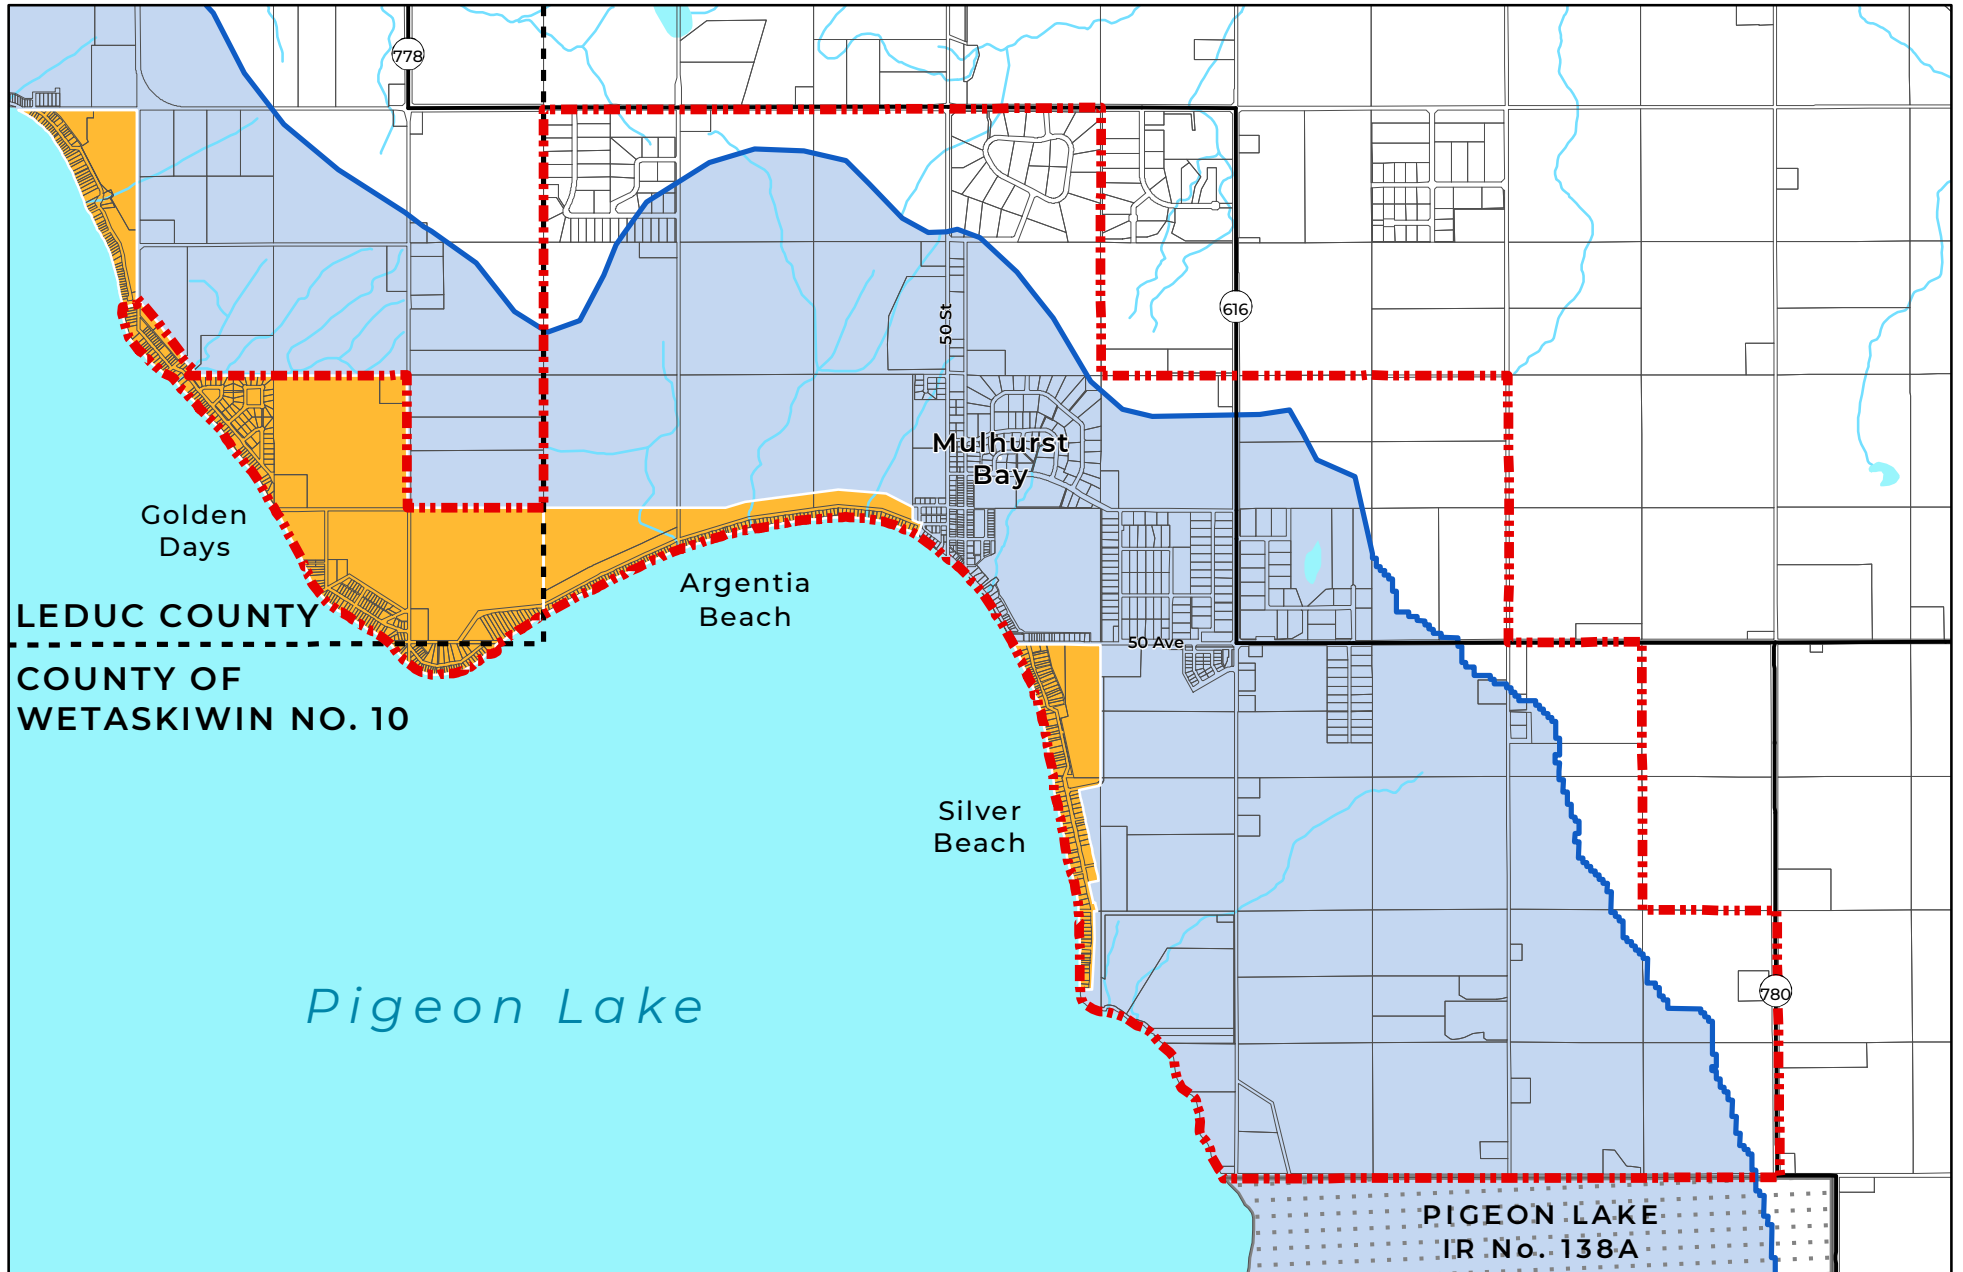 778
616
50 St
Mulhurst
Bay
Golden
Days
Argentia
Beach
LEDUC COUNTY
50 Ave
COUNTY OF
WETASKIWIN NO. 10
Silver
Beach
Pigeon Lake
780
PIGEON LAKE
IR No. 138A